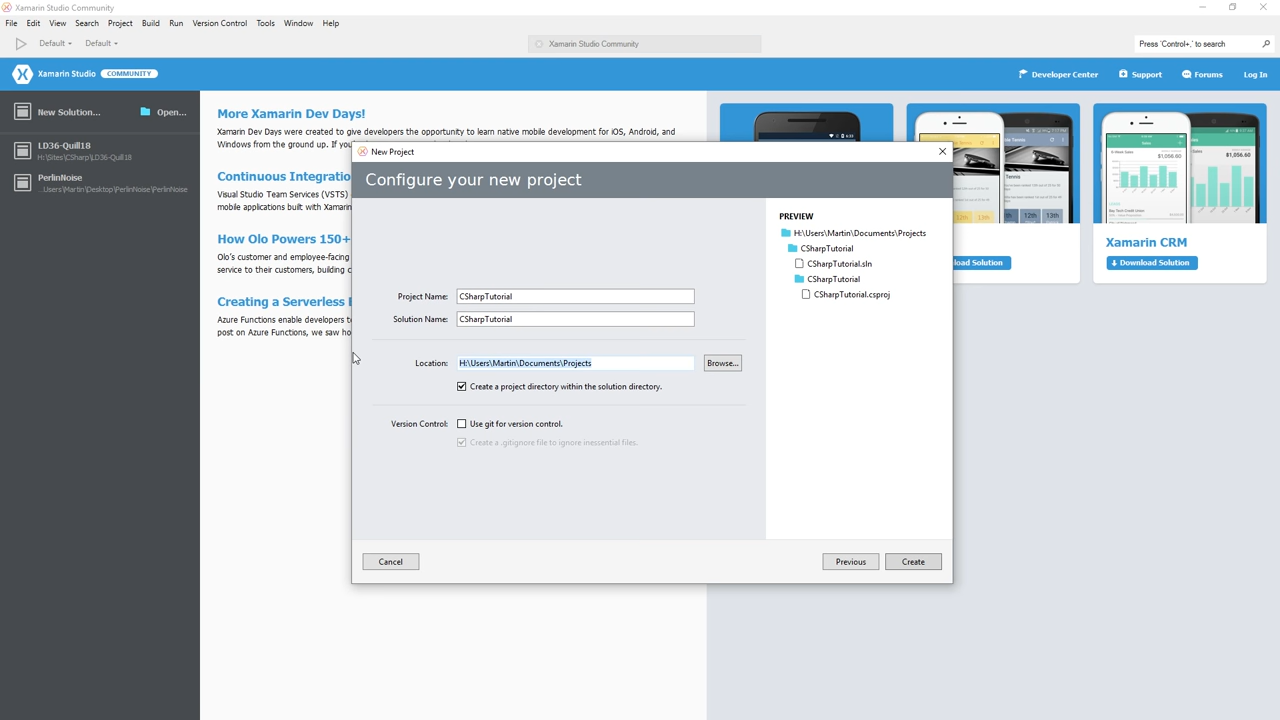 Xamarin Studio Community
File Edit View Search Project Build Run Version Control Tools Window Help
Default Default Xamarin Studio Community Press 'Control+,' to search
Xamarin Studio COMMUNITY Developer Center Support Forums Log In
New Solution... Open...
LD36-Quill18
H:\Sites\CSharp\LD36-Quill18
PerlinNoise
..Users\Martin\Desktop\PerlinNoise\PerlinNoise
More Xamarin Dev Days!
Xamarin Dev Days were created to give developers the opportunity to learn native mobile development for iOS, Android, and
Windows from the ground up. If you
Continuous Integratio
Visual Studio Team Services (VSTS)
mobile applications built with Xamarin
How Olo Powers 150+
Olo's customer and employee-facing
service to their customers, building c
Creating a Serverless
Azure Functions enable developers to
post on Azure Functions, we saw ho
New Project
Configure your new project
Project Name: CSharpTutorial
Solution Name: CSharpTutorial
Location: H:\Users\Martin\Documents\Projects Browse...
Create a project directory within the solution directory.
Version Control: Use git for version control.
Create a .gitignore file to ignore inessential files.
Cancel Previous Create
PREVIEW
H:\Users\Martin\Documents\Projects
CSharpTutorial
CSharpTutorial.sln
CSharpTutorial
CSharpTutorial.csproj
12th 13th
load Solution
$1,056.60
$1,056.60
Xamarin CRM
Download Solution